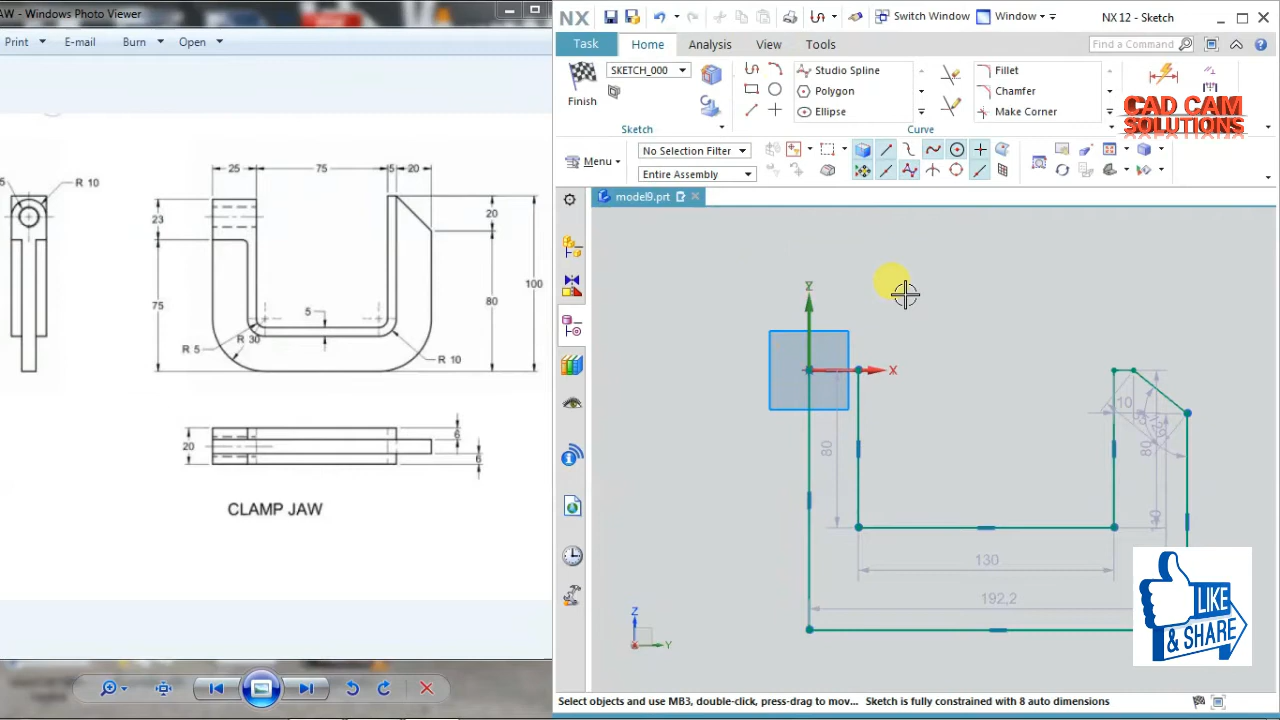 AW - Windows Photo Viewer
Print
E-mail
Burn
Open
5
R 10
25
75
5
20
23
20
75
80
100
5
R 5
R 30
R 10
20
6
6
CLAMP JAW
NX
Switch Window
Window
NX 12 - Sketch
Task
Home
Analysis
View
Tools
Find a Command
Finish
SKETCH_000
Sketch
Studio Spline
Polygon
Ellipse
Curve
Fillet
Chamfer
Make Corner
CAD CAM
SOLUTIONS
Menu
No Selection Filter
Entire Assembly
model9.prt
X
80
10
80
130
192,2
Z
Y
X
LIKE
& SHARE
Select objects and use MB3, double-click, press-drag to mov...
Sketch is fully constrained with 8 auto dimensions